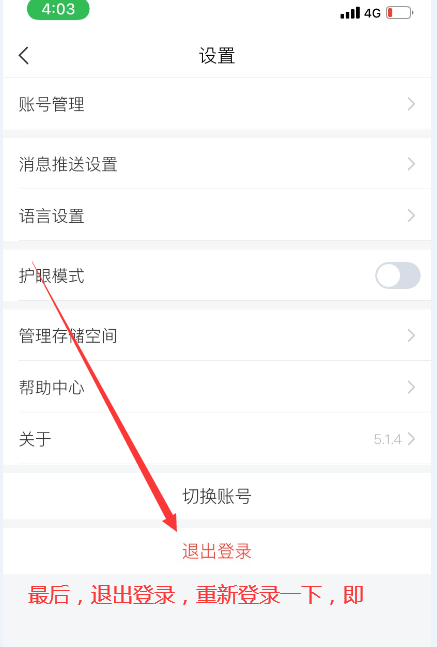 4:03
4G
设置
账号管理
消息推送设置
语言设置
护眼模式
管理存储空间
帮助中心
关于
5.1.4
切换账号
退出登录
最后，退出登录，重新登录一下，即